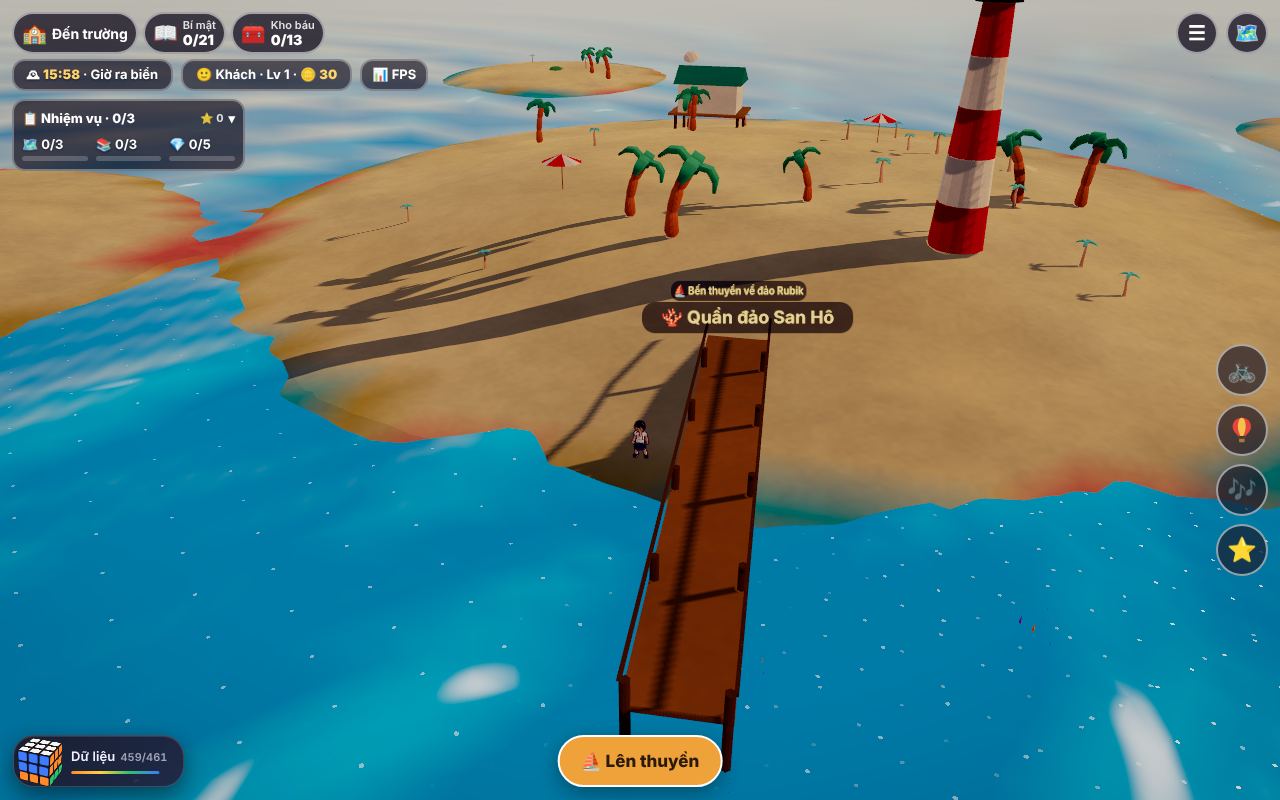 Đến trường
Bí mật
0/21
Kho báu
0/13
15:58 · Giờ ra biển
Khách · Lv 1 · 30
FPS
Nhiệm vụ · 0/3
0
0/3
0/3
0/5
Bến thuyền về đảo Rubik
Quần đảo San Hô
Dữ liệu 459/461
Lên thuyền